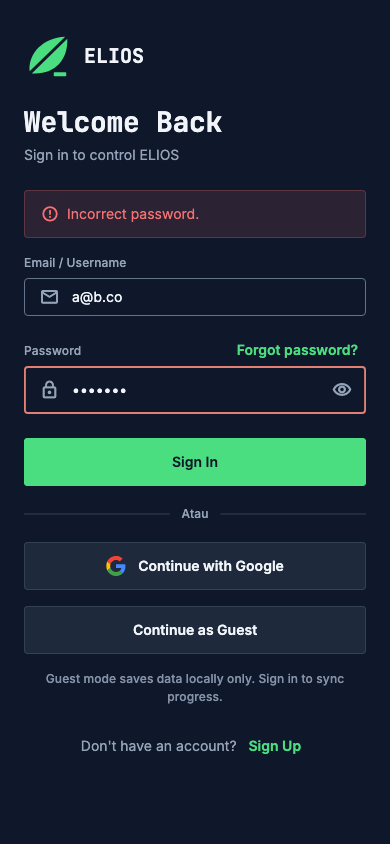 ELIOS
Welcome Back
Sign in to control ELIOS
Incorrect password.
Email / Username
a@b.co
Password
Forgot password?
•••••••
Sign In
Atau
Continue with Google
Continue as Guest
Guest mode saves data locally only. Sign in to sync
progress.
Don't have an account? Sign Up